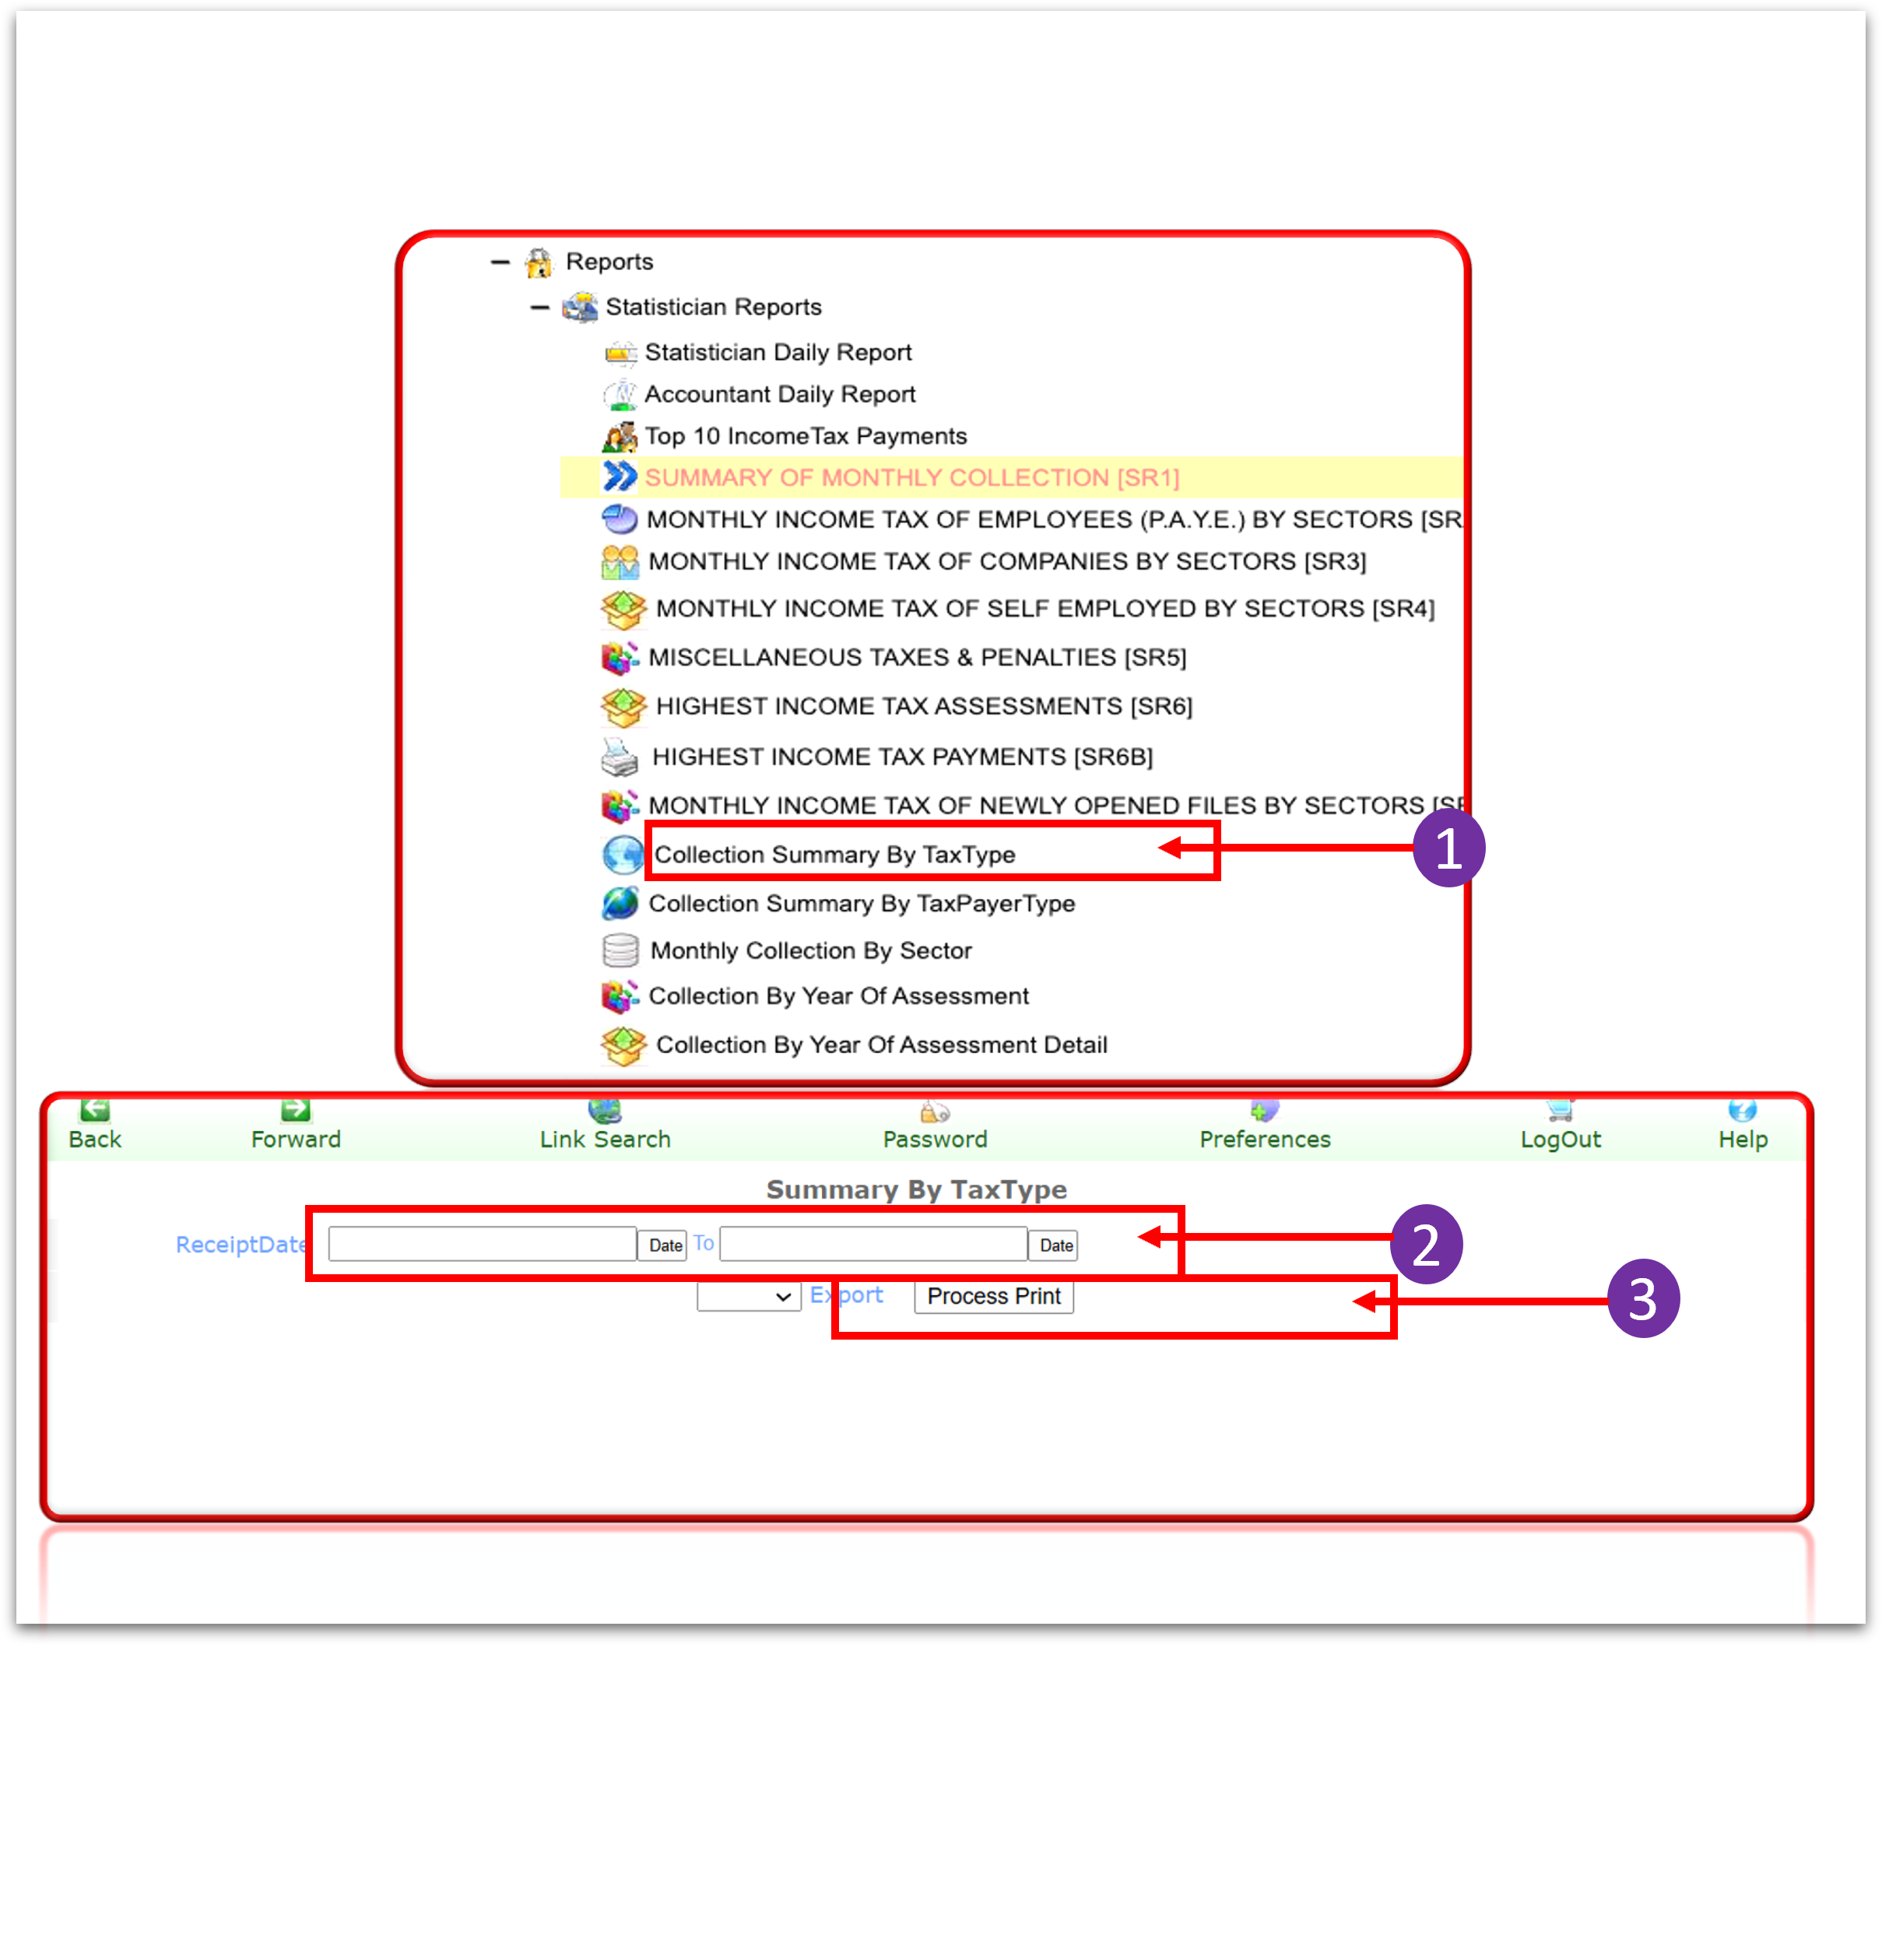 Reports
Statistician Reports
Statistician Daily Report
Accountant Daily Report
Top 10 IncomeTax Payments
SUMMARY OF MONTHLY COLLECTION [SR1]
MONTHLY INCOME TAX OF EMPLOYEES (P.A.Y.E.) BY SECTORS [SR
MONTHLY INCOME TAX OF COMPANIES BY SECTORS [SR3]
MONTHLY INCOME TAX OF SELF EMPLOYED BY SECTORS [SR4]
MISCELLANEOUS TAXES & PENALTIES [SR5]
HIGHEST INCOME TAX ASSESSMENTS [SR6]
HIGHEST INCOME TAX PAYMENTS [SR6B]
MONTHLY INCOME TAX OF NEWLY OPENED FILES BY SECTORS [SR
Collection Summary By TaxType 1
Collection Summary By TaxPayerType
Monthly Collection By Sector
Collection By Year Of Assessment
Collection By Year Of Assessment Detail
Back Forward Link Search Password Preferences LogOut Help
Summary By TaxType
ReceiptDate Date To Date 2
Export Process Print 3